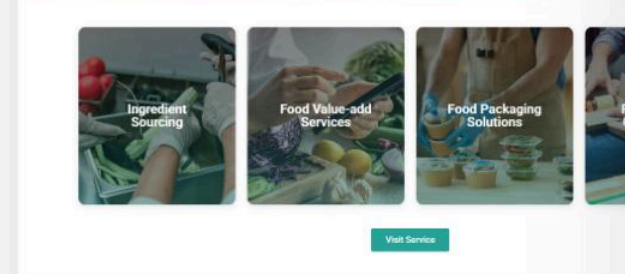 Ingredient
Sourcing
Food Value-add
Services
Food Packaging
Solutions
Visit Service